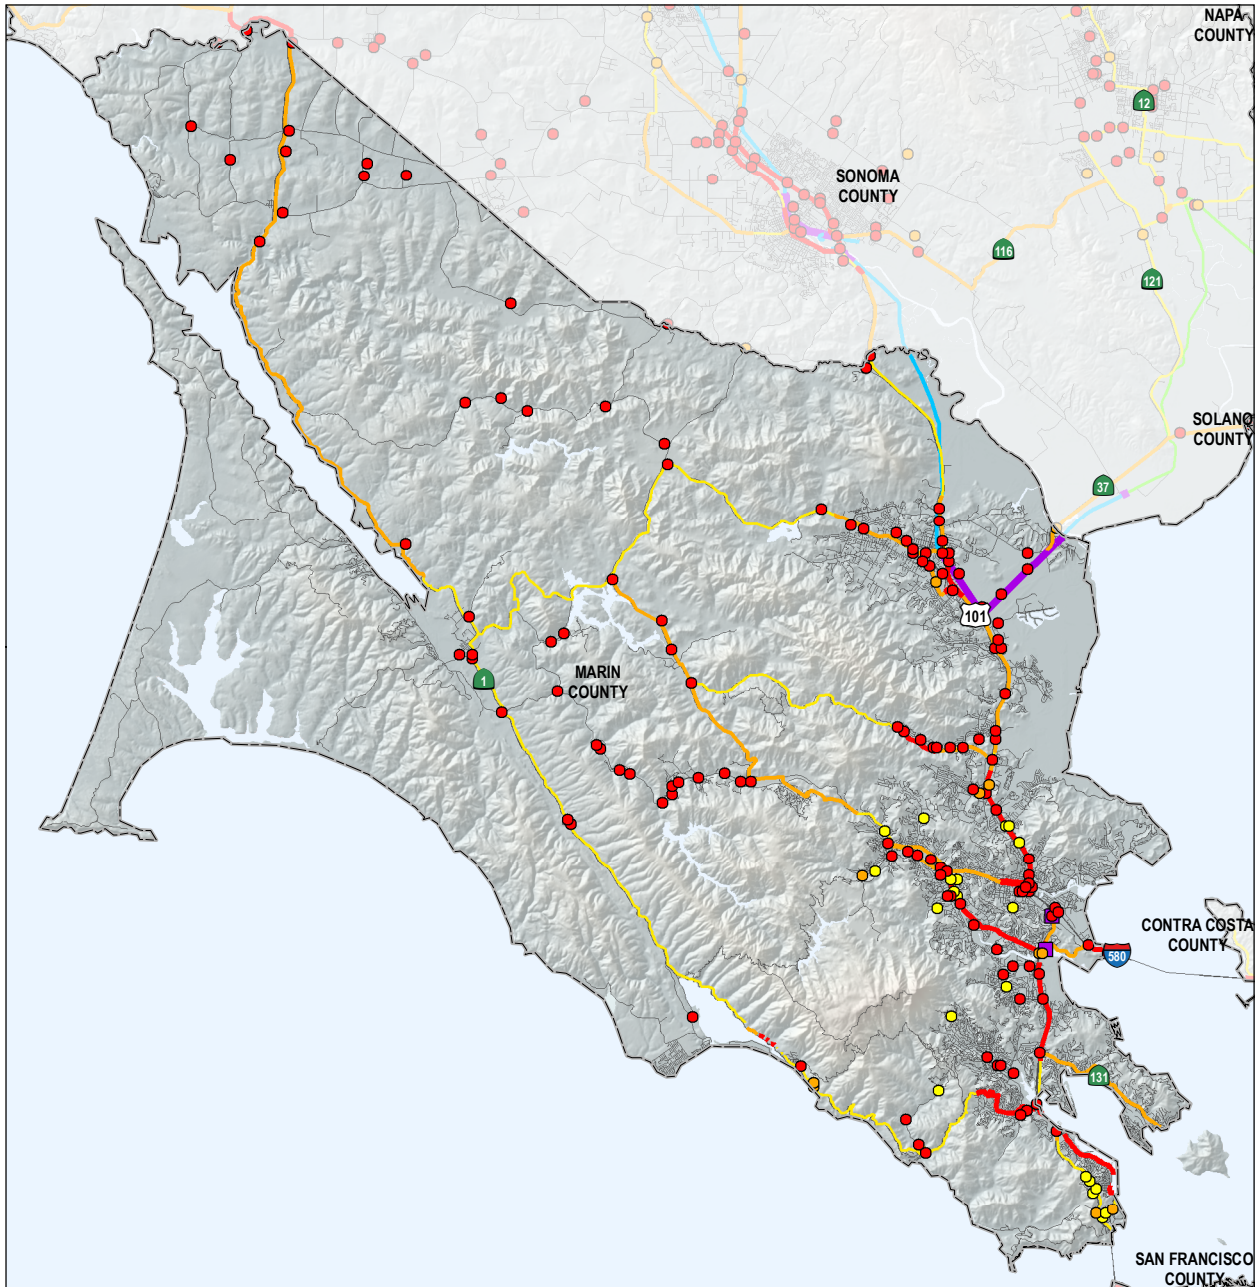 NAPA
COUNTY
12
SONOMA
COUNTY
116
121
SOLANO
COUNTY
37
101
MARIN
COUNTY
1
CONTRA COSTA
COUNTY
580
131
SAN FRANCISCO
COUNTY